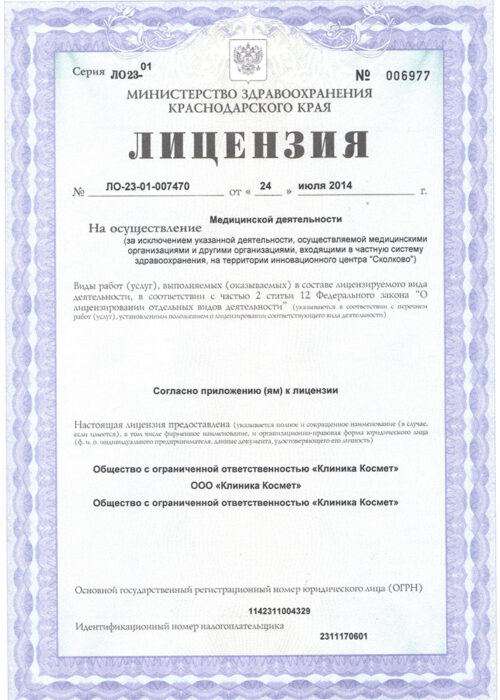 Серия ЛО23-01 № 006977
МИНИСТЕРСТВО ЗДРАВООХРАНЕНИЯ
КРАСНОДАРСКОГО КРАЯ
ЛИЦЕНЗИЯ
№ ЛО-23-01-007470 от « 24 » июля 2014 г.
Медицинской деятельности
На осуществление
(за исключением указанной деятельности, осуществляемой медицинскими
организациями и другими организациями, входящими в частную систему
здравоохранения, на территории инновационного центра "Сколково")
Виды работ (услуг), выполняемых (оказываемых) в составе лицензируемого вида
деятельности, в соответствии с частью 2 статьи 12 Федерального закона "О
лицензировании отдельных видов деятельности" (указываются в соответствии с перечнем
работ (услуг), установленным положением о лицензировании соответствующего вида деятельности)
Согласно приложению (ям) к лицензии
Настоящая лицензия предоставлена (указывается полное и сокращенное наименование (в случае,
если имеется), в том числе фирменное наименование, и организационно-правовая форма юридического лица
(ф. и. о. индивидуального предпринимателя, данные документа, удостоверяющего его личность)
Общество с ограниченной ответственностью «Клиника Космет»
ООО «Клиника Космет»
Общество с ограниченной ответственностью «Клиника Космет»
Основной государственный регистрационный номер юридического лица (ОГРН)
1142311004329
Идентификационный номер налогоплательщика
2311170601